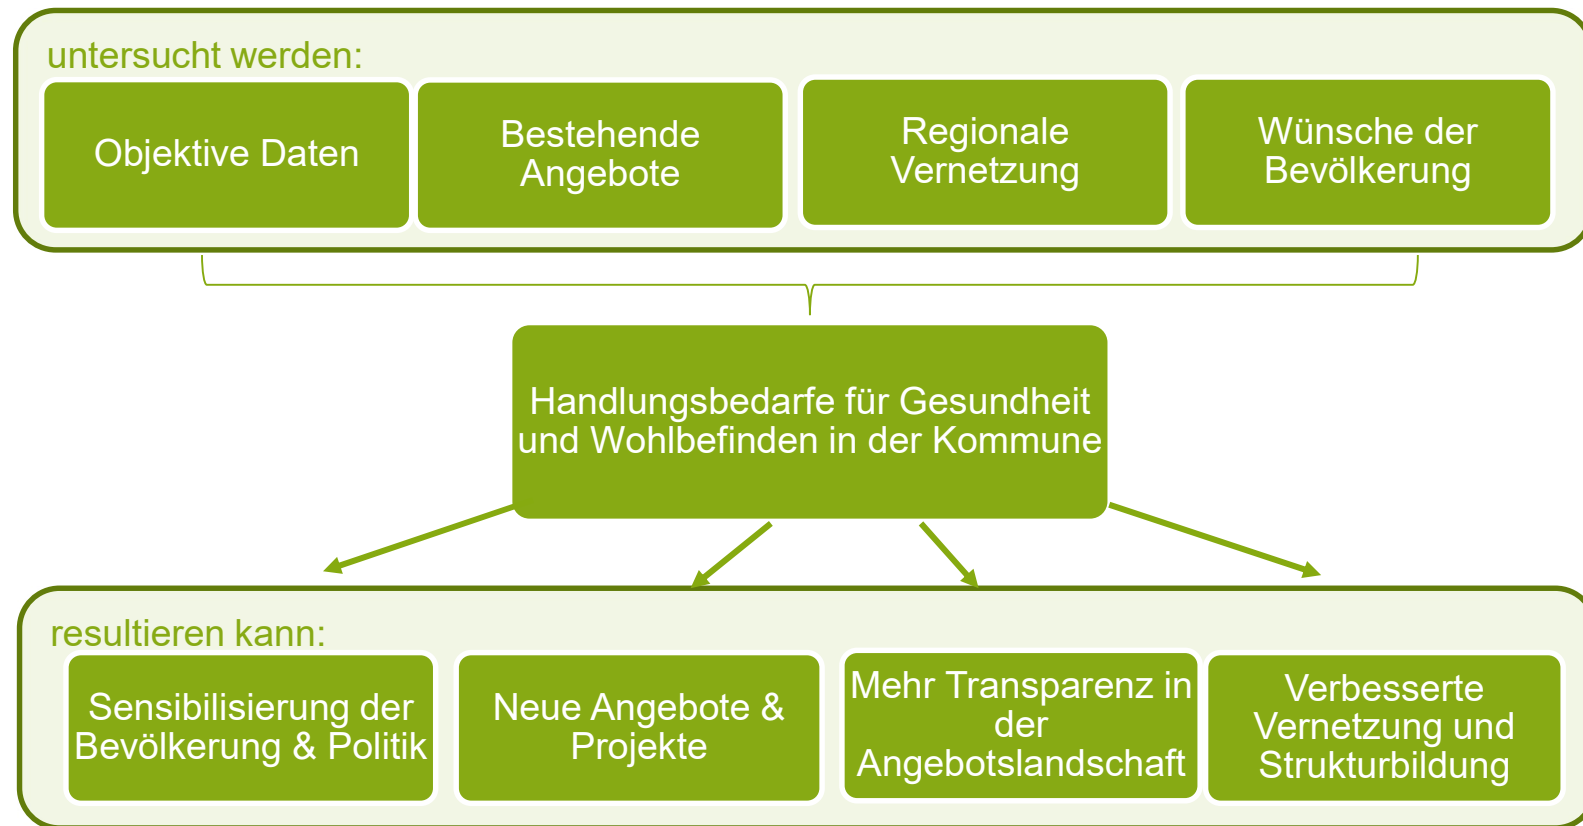 untersucht werden:
Objektive Daten
Bestehende
Angebote
Regionale
Vernetzung
Wünsche der
Bevölkerung
Handlungsbedarfe für Gesundheit
und Wohlbefinden in der Kommune
resultieren kann:
Sensibilisierung der
Bevölkerung & Politik
Neue Angebote &
Projekte
Mehr Transparenz in
der
Angebotslandschaft
Verbesserte
Vernetzung und
Strukturbildung